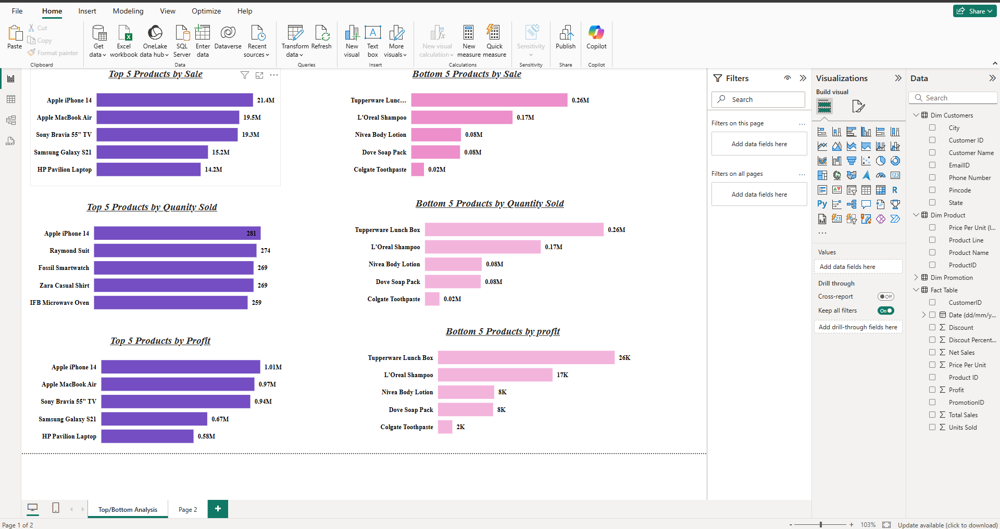 File Home Insert Modeling View Optimize Help Share
Paste
Cut
Copy
Format painter
Clipboard
Get data
Excel workbook
OneLake data hub
SQL Server
Enter data
Dataverse
Recent sources
Data
Transform data
Refresh
Queries
New visual
Text box
More visuals
Insert
New visual calculation
New measure
Quick measure
Calculations
Sensitivity
Sensitivity
Publish
Share
Copilot
Copilot
Top 5 Products by Sale
Apple iPhone 14 21.4M
Apple MacBook Air 19.5M
Sony Bravia 55" TV 19.3M
Samsung Galaxy S21 15.2M
HP Pavilion Laptop 14.2M
Bottom 5 Products by Sale
Tupperware Lunc... 0.26M
L'Oreal Shampoo 0.17M
Nivea Body Lotion 0.08M
Dove Soap Pack 0.08M
Colgate Toothpaste 0.02M
Top 5 Products by Quanity Sold
Apple iPhone 14 281
Raymond Suit 274
Fossil Smartwatch 269
Zara Casual Shirt 269
IFB Microwave Oven 259
Bottom 5 Products by Quantity Sold
Tupperware Lunch Box 0.26M
L'Oreal Shampoo 0.17M
Nivea Body Lotion 0.08M
Dove Soap Pack 0.08M
Colgate Toothpaste 0.02M
Top 5 Products by Profit
Apple iPhone 14 1.01M
Apple MacBook Air 0.97M
Sony Bravia 55" TV 0.94M
Samsung Galaxy S21 0.67M
HP Pavilion Laptop 0.58M
Bottom 5 Products by profit
Tupperware Lunch Box 26K
L'Oreal Shampoo 17K
Nivea Body Lotion 8K
Dove Soap Pack 8K
Colgate Toothpaste 2K
Filters
Search
Filters on this page ...
Add data fields here
Filters on all pages ...
Add data fields here
Visualizations
Build visual
123
R
Py
123
...
Values
Add data fields here
Drill through
Cross-report Off
Keep all filters On
Add drill-through fields here
Data
Search
Dim Customers
City
Customer ID
Customer Name
EmailID
Phone Number
Pincode
State
Dim Product
Price Per Unit (I...
Product Line
Product Name
ProductID
Dim Promotion
Fact Table
CustomerID
Date (dd/mm/y...
Σ Discount
Σ Discout Percent...
Σ Net Sales
Σ Price Per Unit
Product ID
Σ Profit
PromotionID
Σ Total Sales
Σ Units Sold
Top/Bottom Analysis Page 2 +
Page 1 of 2
- + 103% Update available (click to download)